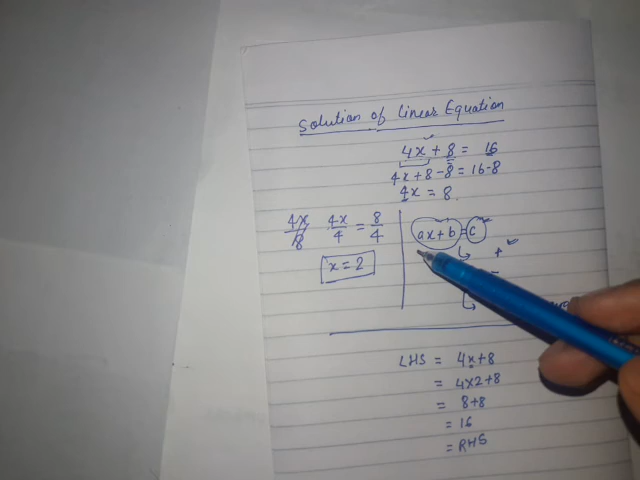 Solution of Linear Equation
4x + 8 = 16
4x + 8 - 8 = 16 - 8
4x = 8
4x/8 4x/4 = 8/4
x = 2
ax + b = c
+
-
LHS = 4x + 8
= 4x2 + 8
= 8 + 8
= 16
= RHS